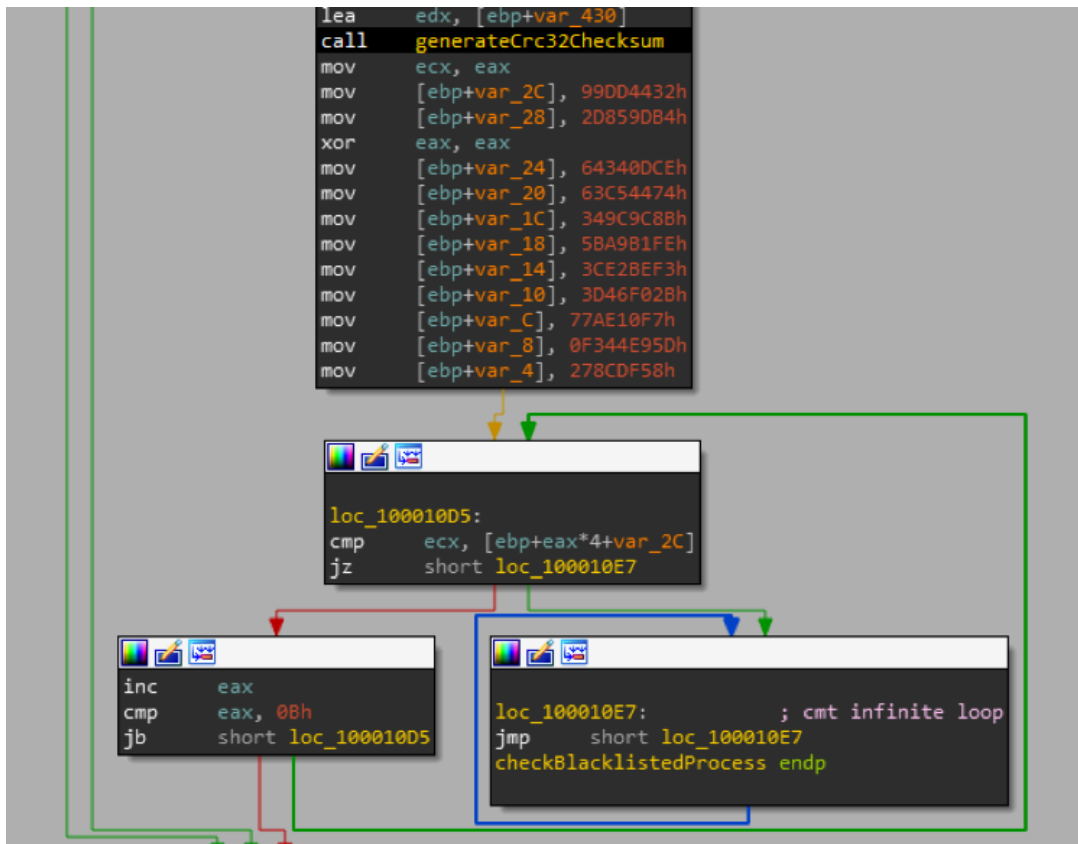 lea edx, [ebp+var_430]
call generateCrc32Checksum
mov ecx, eax
mov [ebp+var_2C], 99DD4432h
mov [ebp+var_28], 2D859DB4h
xor eax, eax
mov [ebp+var_24], 64340DCEh
mov [ebp+var_20], 63C54474h
mov [ebp+var_1C], 349C9C8Bh
mov [ebp+var_18], 5BA9B1FEh
mov [ebp+var_14], 3CE2BEF3h
mov [ebp+var_10], 3D46F02Bh
mov [ebp+var_C], 77AE10F7h
mov [ebp+var_8], 0F344E95Dh
mov [ebp+var_4], 278CDF58h
loc_100010D5:
cmp ecx, [ebp+eax*4+var_2C]
jz short loc_100010E7
inc eax
cmp eax, 0Bh
jb short loc_100010D5
loc_100010E7: ; cmt infinite loop
jmp short loc_100010E7
checkBlacklistedProcess endp